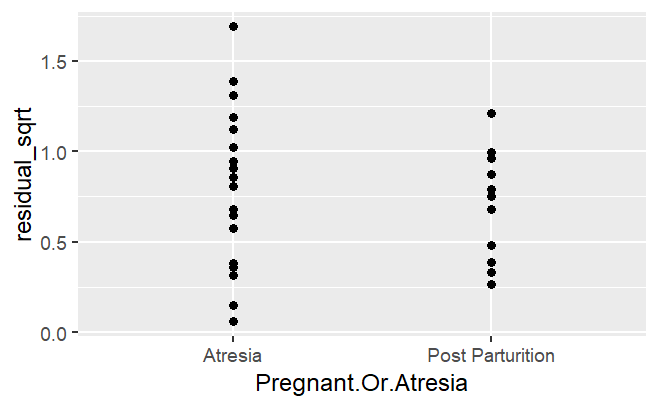 residual_sqrt
1.5
1.0
0.5
0.0
Atresia
Post Parturition
Pregnant.Or.Atresia